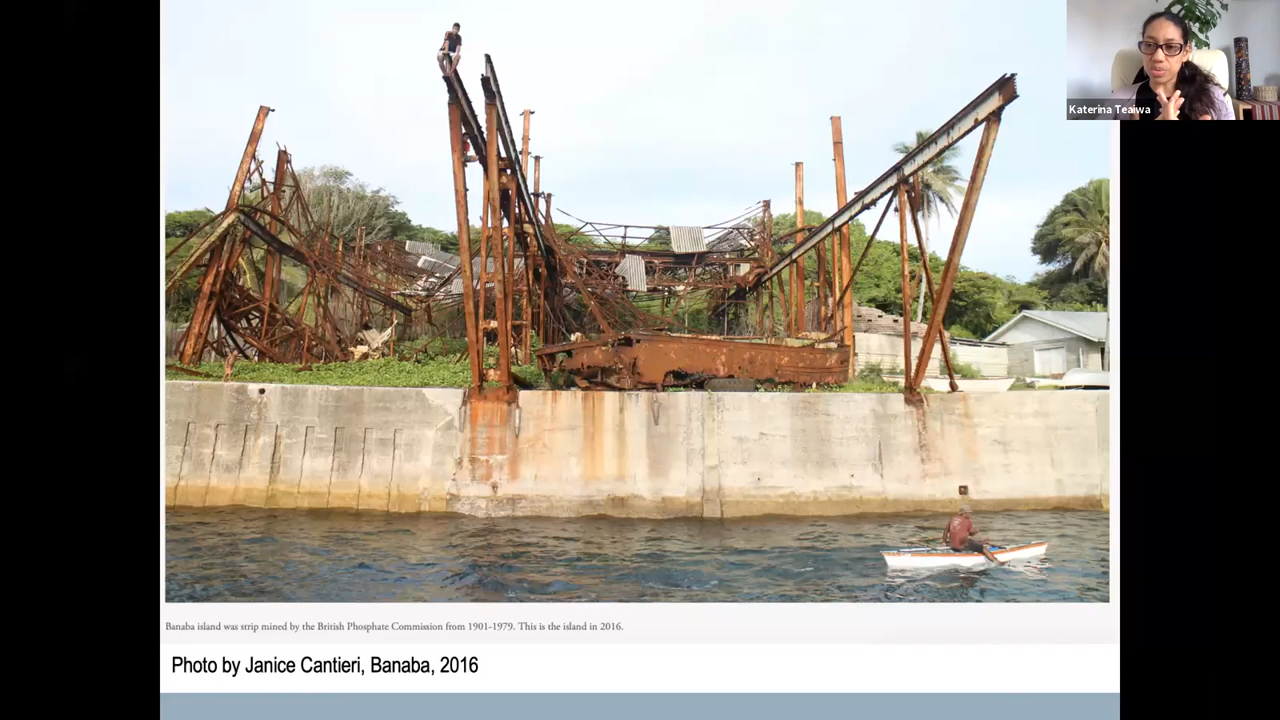 Katerina Teaiwa
Banaba island was strip mined by the British Phosphate Commission from 1901-1979. This is the island in 2016.
Photo by Janice Cantieri, Banaba, 2016